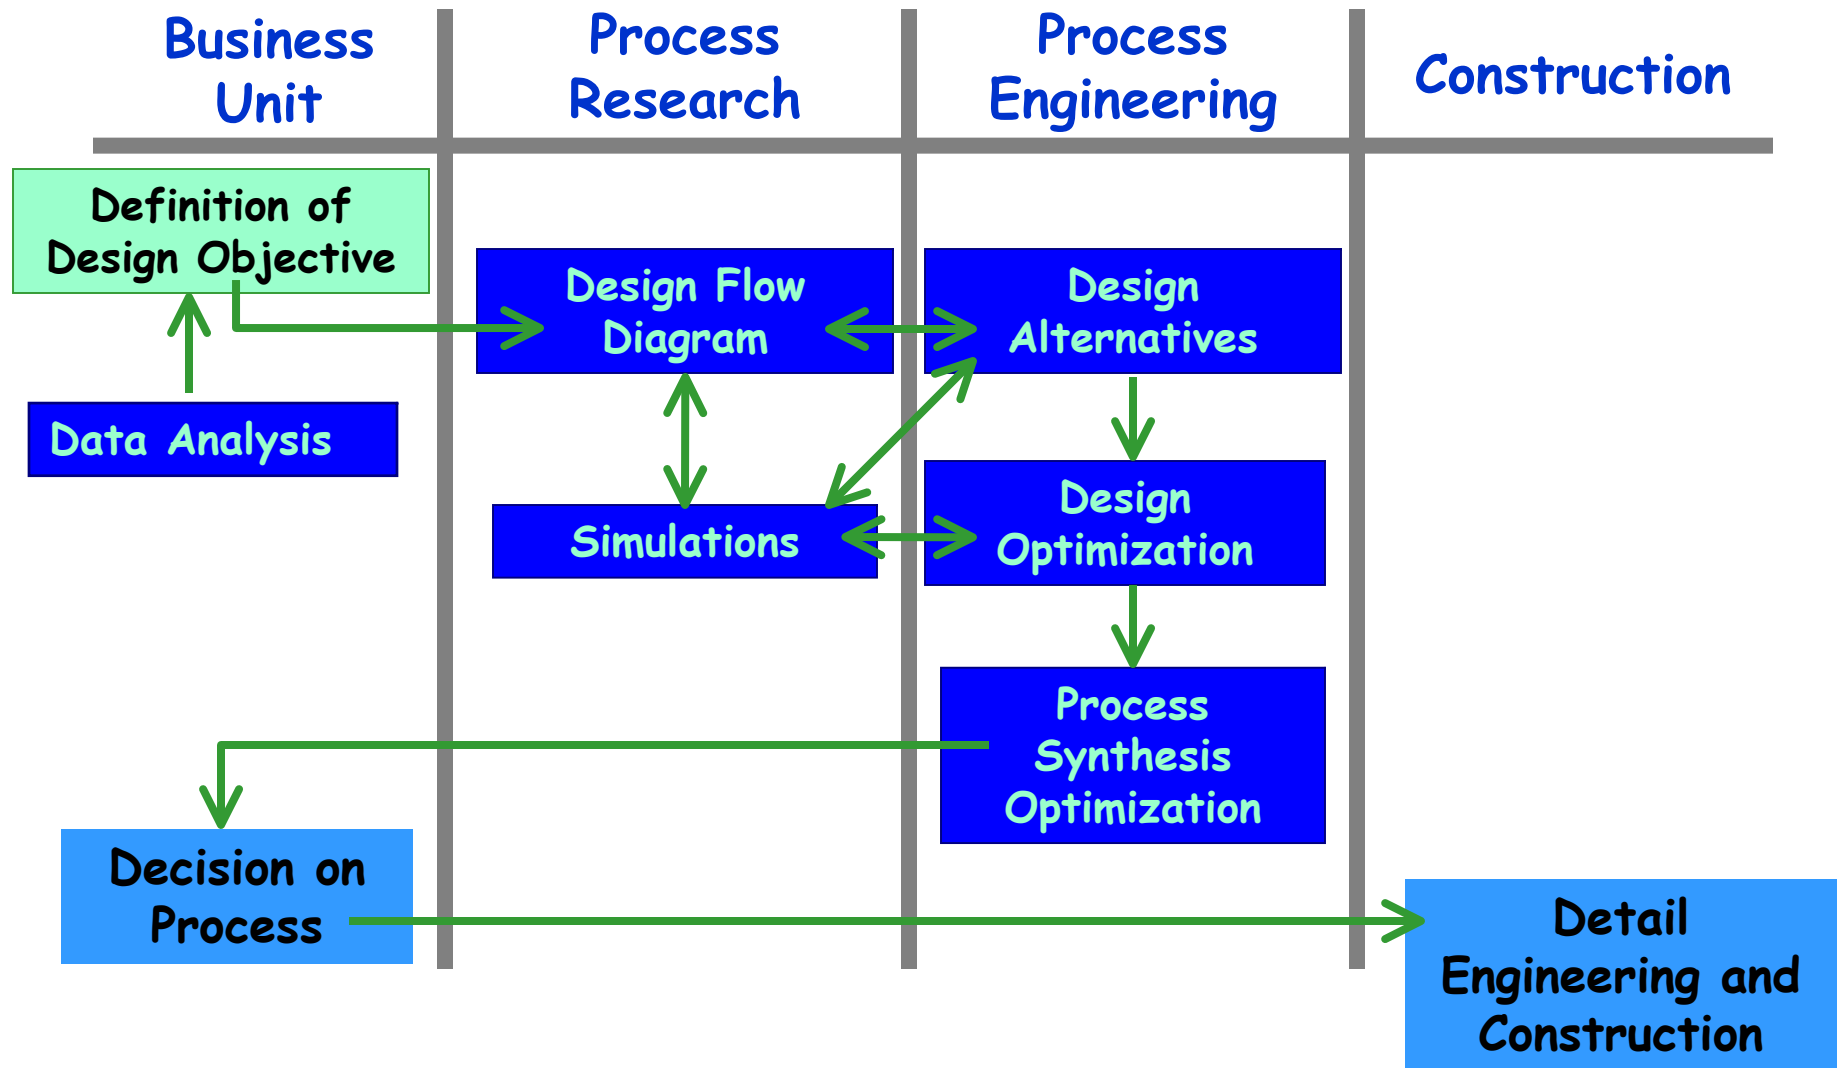 Business
Unit
Process
Research
Process
Engineering
Construction
Definition of
Design Objective
Data Analysis
Design Flow
Diagram
Simulations
Design
Alternatives
Design
Optimization
Process
Synthesis
Optimization
Decision on
Process
Detail
Engineering and
Construction